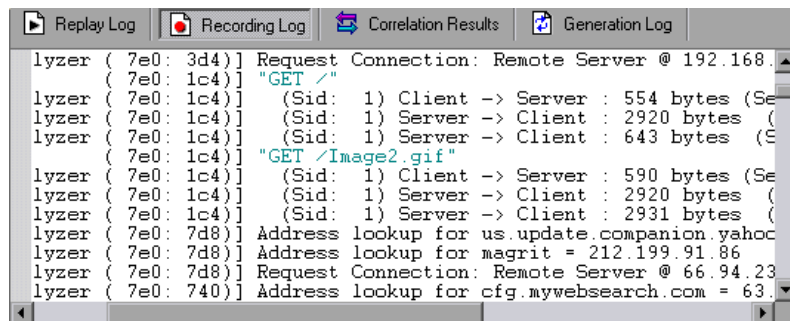 Replay Log Recording Log Correlation Results Generation Log
lyzer ( 7e0: 3d4)] Request Connection: Remote Server @ 192.168.
( 7e0: 1c4)] "GET /"
lyzer ( 7e0: 1c4)] (Sid: 1) Client -> Server : 554 bytes (Se
lyzer ( 7e0: 1c4)] (Sid: 1) Server -> Client : 2920 bytes (
lyzer ( 7e0: 1c4)] (Sid: 1) Server -> Client : 643 bytes (S
( 7e0: 1c4)] "GET /Image2.gif"
lyzer ( 7e0: 1c4)] (Sid: 1) Client -> Server : 590 bytes (Se
lyzer ( 7e0: 1c4)] (Sid: 1) Server -> Client : 2920 bytes (
lyzer ( 7e0: 1c4)] (Sid: 1) Server -> Client : 2931 bytes (
lyzer ( 7e0: 7d8)] Address lookup for us.update.companion.yahoc
lyzer ( 7e0: 7d8)] Address lookup for magrit = 212.199.91.86
lyzer ( 7e0: 7d8)] Request Connection: Remote Server @ 66.94.23
lyzer ( 7e0: 740)] Address lookup for cfg.mywebsearch.com = 63.